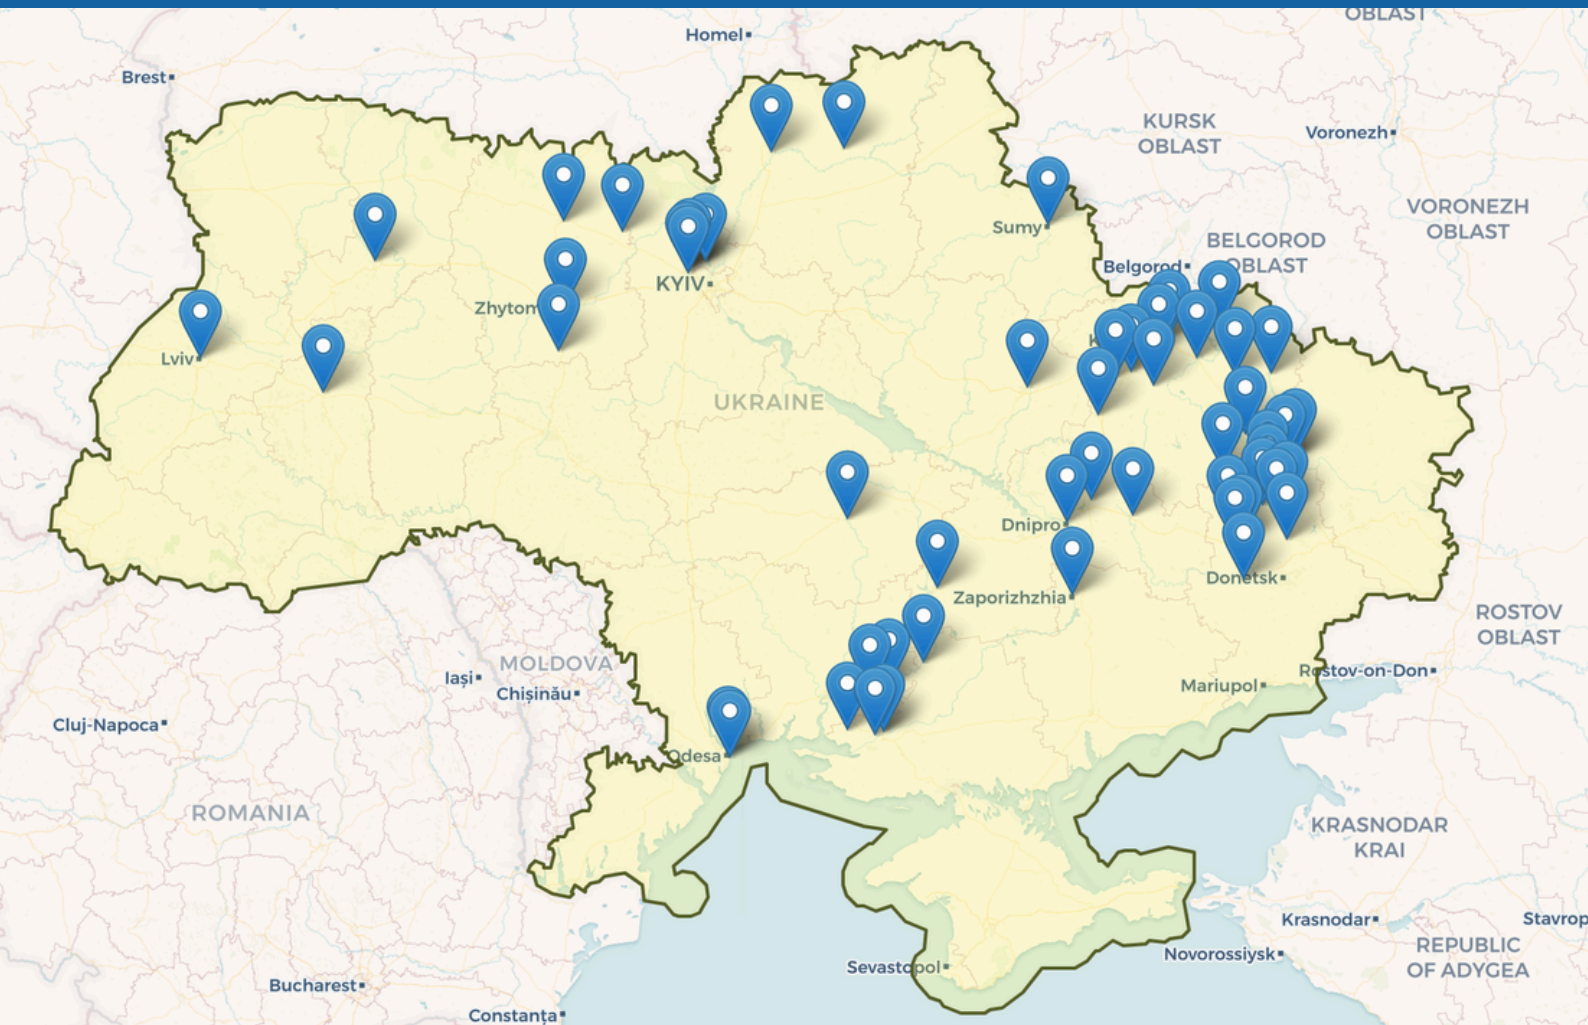 OBLAST
Homel
Brest
KURSK
OBLAST
Voronezh
VORONEZH
OBLAST
Sumy
BELGOROD
OBLAST
Belgorod
KYIV
Zhytom
Lviv
UKRAINE
Dnipro
Donetsk
Zaporizhzhia
ROSTOV
OBLAST
MOLDOVA
Iași
Chișinău
Rostov-on-Don
Mariupol
Cluj-Napoca
Odesa
ROMANIA
KRASNODAR
KRAI
Krasnodar
Stavrop
REPUBLIC
OF ADYGEA
Novorossiysk
Sevastopol
Bucharest
Constanța